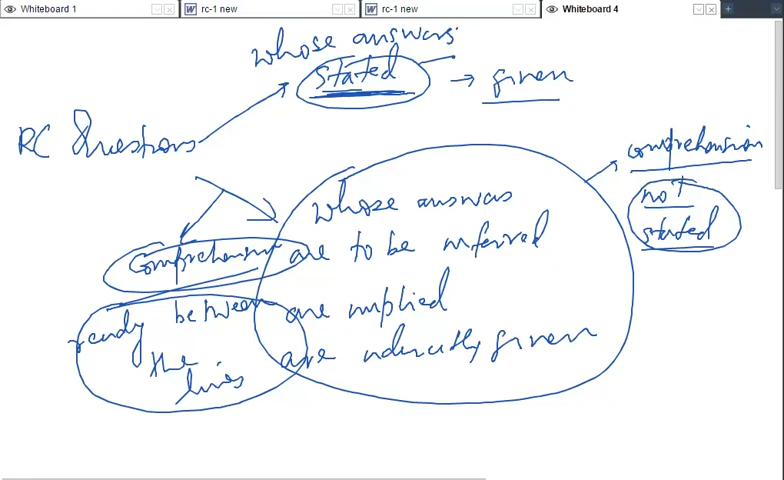 Whiteboard 1
rc-1 new
rc-1 new
Whiteboard 4
whose answers
stated → given
RC Questions
comprehension
not
stated
whose answers
Comprehension are to be inferred
ready between are implied
the are indirectly given
lines